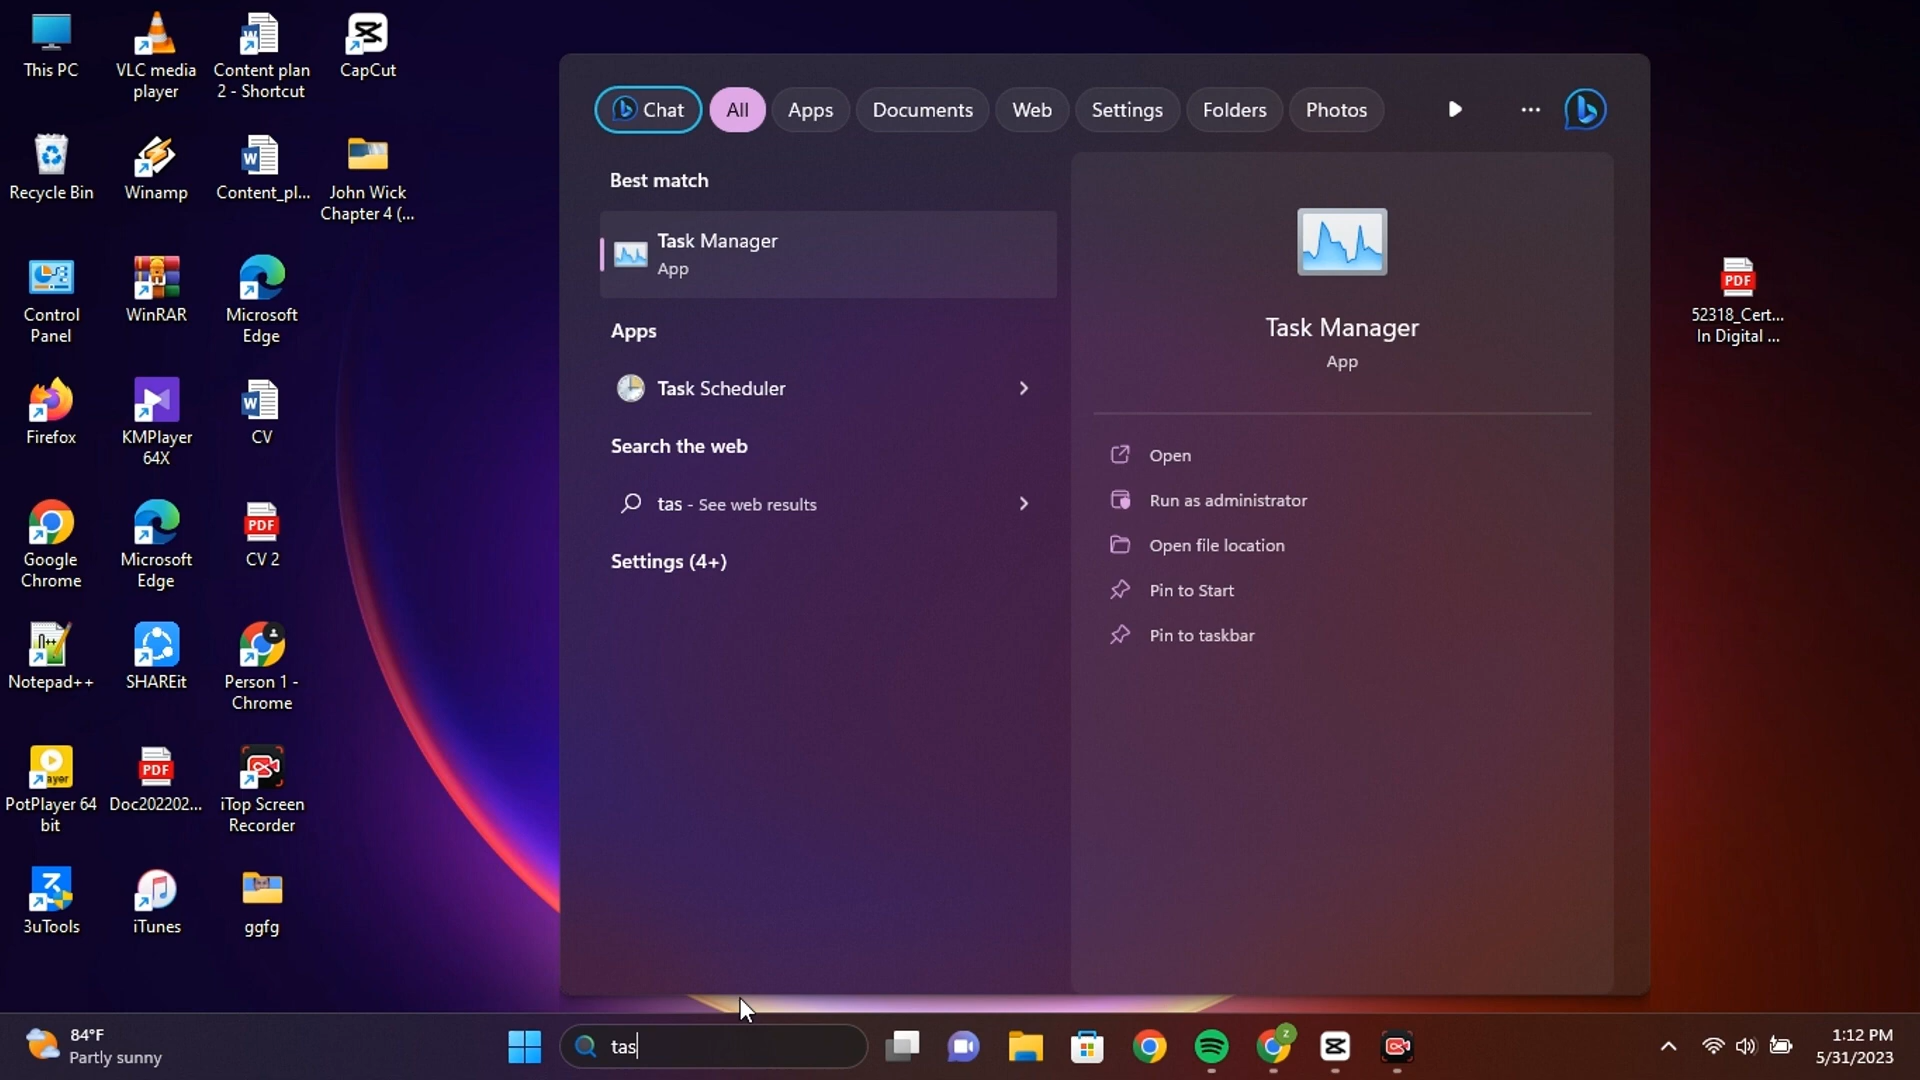 This PC
VLC media
player
Content plan
2 - Shortcut
CapCut
Recycle Bin
Winamp
Content_pl...
John Wick
Chapter 4 (...
Control
Panel
WinRAR
Microsoft
Edge
Firefox
KMPlayer
64X
CV
Google
Chrome
Microsoft
Edge
PDF
CV 2
Notepad++
SHAREit
Person 1 -
Chrome
PotPlayer 64
bit
PDF
Doc202202...
iTop Screen
Recorder
3uTools
iTunes
ggfg
Chat
All
Apps
Documents
Web
Settings
Folders
Photos
Best match
Task Manager
App
Apps
Task Scheduler
Search the web
tas - See web results
Settings (4+)
Task Manager
App
Open
Run as administrator
Open file location
Pin to Start
Pin to taskbar
PDF
52318_Cert...
In Digital ...
84°F
Partly sunny
tas
z
1:12 PM
5/31/2023